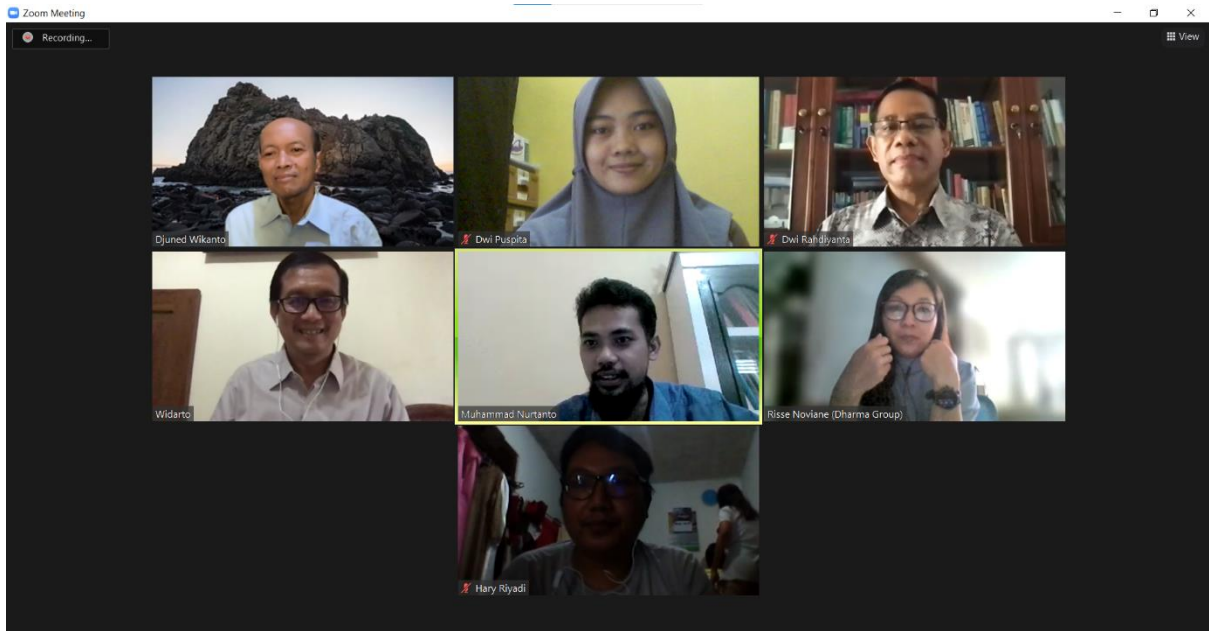 Zoom Meeting
Recording...
View
Djuned Wikanto
Dwi Puspita
Dwi Rahdiyanta
Widarto
Muhammad Nurtanto
Risse Noviane (Dharma Group)
Hary Riyadi